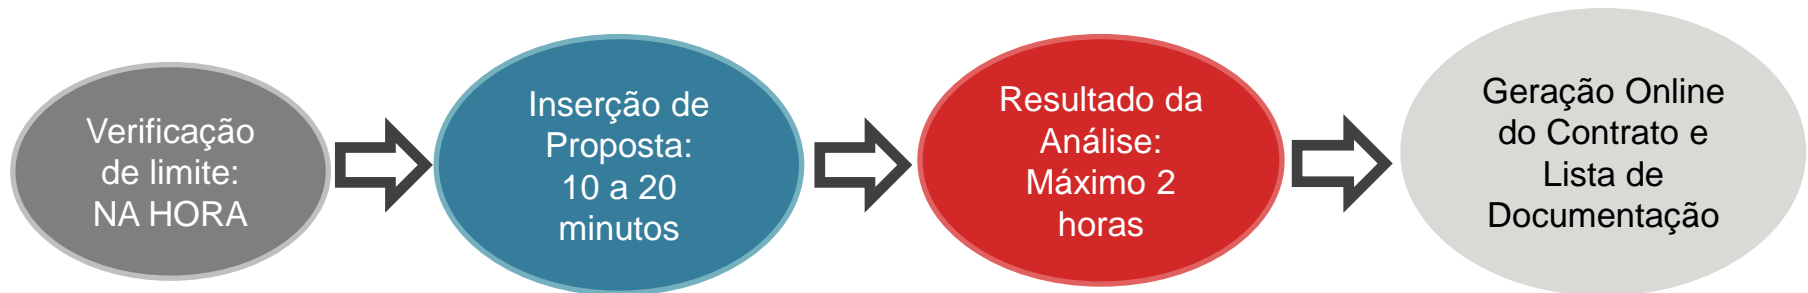 Verificação
de limite:
NA HORA
Inserção de
Proposta:
10 a 20
minutos
Resultado da
Análise:
Máximo 2
horas
Geração Online
do Contrato e
Lista de
Documentação